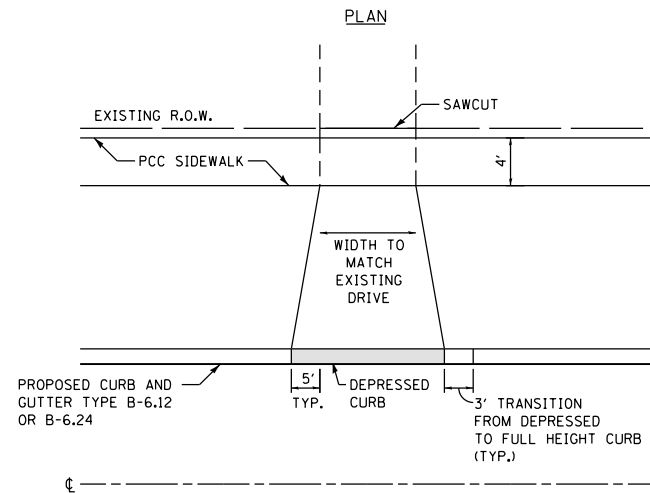 PLAN
SAWCUT
EXISTING R.O.W.
PCC SIDEWALK
4'
WIDTH TO
MATCH
EXISTING
DRIVE
5'
TYP.
PROPOSED CURB AND
GUTTER TYPE B-6.12
OR B-6.24
DEPRESSED
CURB
3' TRANSITION
FROM DEPRESSED
TO FULL HEIGHT CURB
(TYP.)
℄